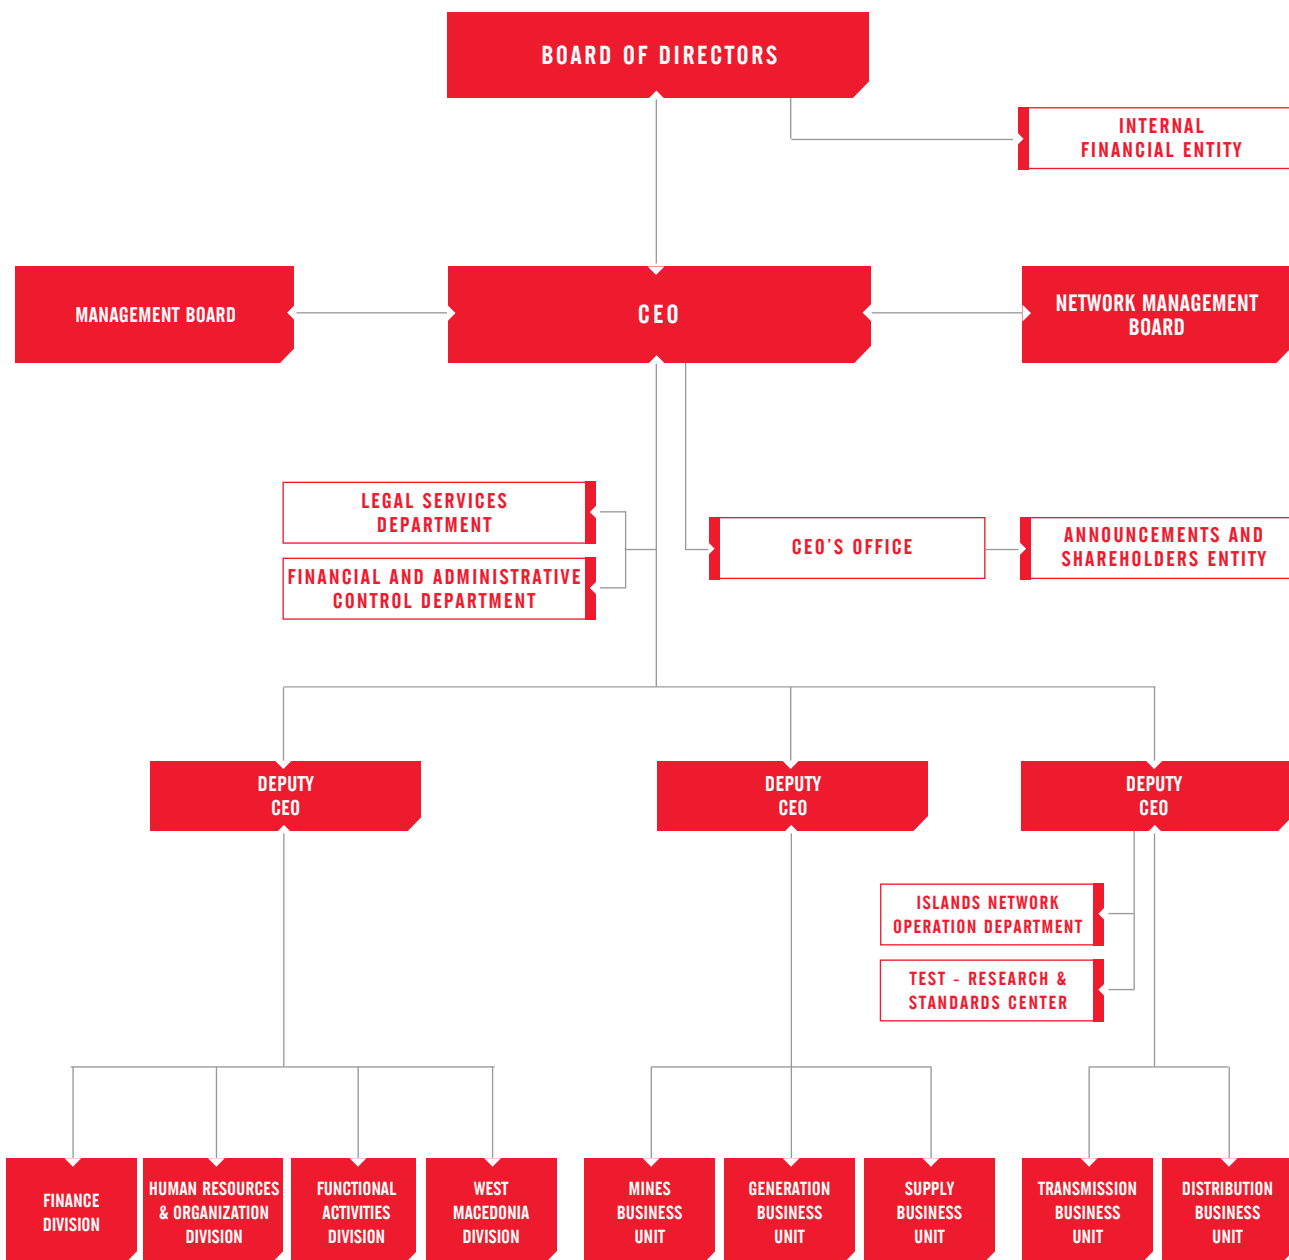 BOARD OF DIRECTORS
INTERNAL
FINANCIAL ENTITY
MANAGEMENT BOARD
CEO
NETWORK MANAGEMENT
BOARD
LEGAL SERVICES
DEPARTMENT
FINANCIAL AND ADMINISTRATIVE
CONTROL DEPARTMENT
CEO'S OFFICE
ANNOUNCEMENTS AND
SHAREHOLDERS ENTITY
DEPUTY
CEO
DEPUTY
CEO
DEPUTY
CEO
ISLANDS NETWORK
OPERATION DEPARTMENT
TEST - RESEARCH &
STANDARDS CENTER
FINANCE
DIVISION
HUMAN RESOURCES
& ORGANIZATION
DIVISION
FUNCTIONAL
ACTIVITIES
DIVISION
WEST
MACEDONIA
DIVISION
MINES
BUSINESS
UNIT
GENERATION
BUSINESS
UNIT
SUPPLY
BUSINESS
UNIT
TRANSMISSION
BUSINESS
UNIT
DISTRIBUTION
BUSINESS
UNIT